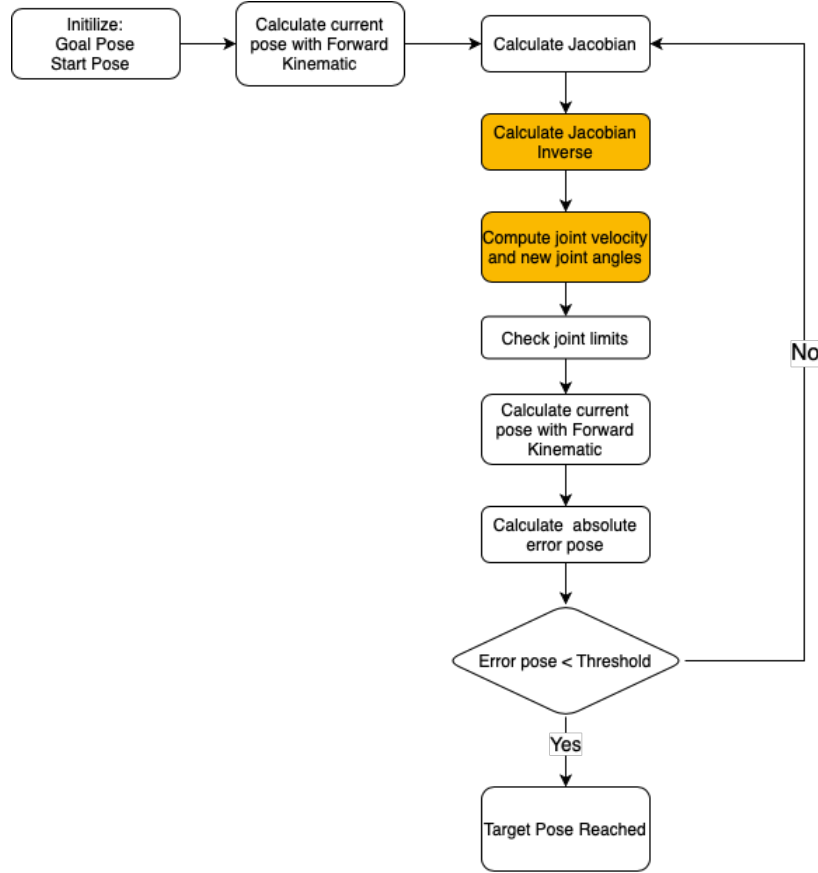 Initilize:
Goal Pose
Start Pose
Calculate current
pose with Forward
Kinematic
Calculate Jacobian
Calculate Jacobian
Inverse
Compute joint velocity
and new joint angles
Check joint limits
Calculate current
pose with Forward
Kinematic
Calculate absolute
error pose
Error pose < Threshold
No
Yes
Target Pose Reached